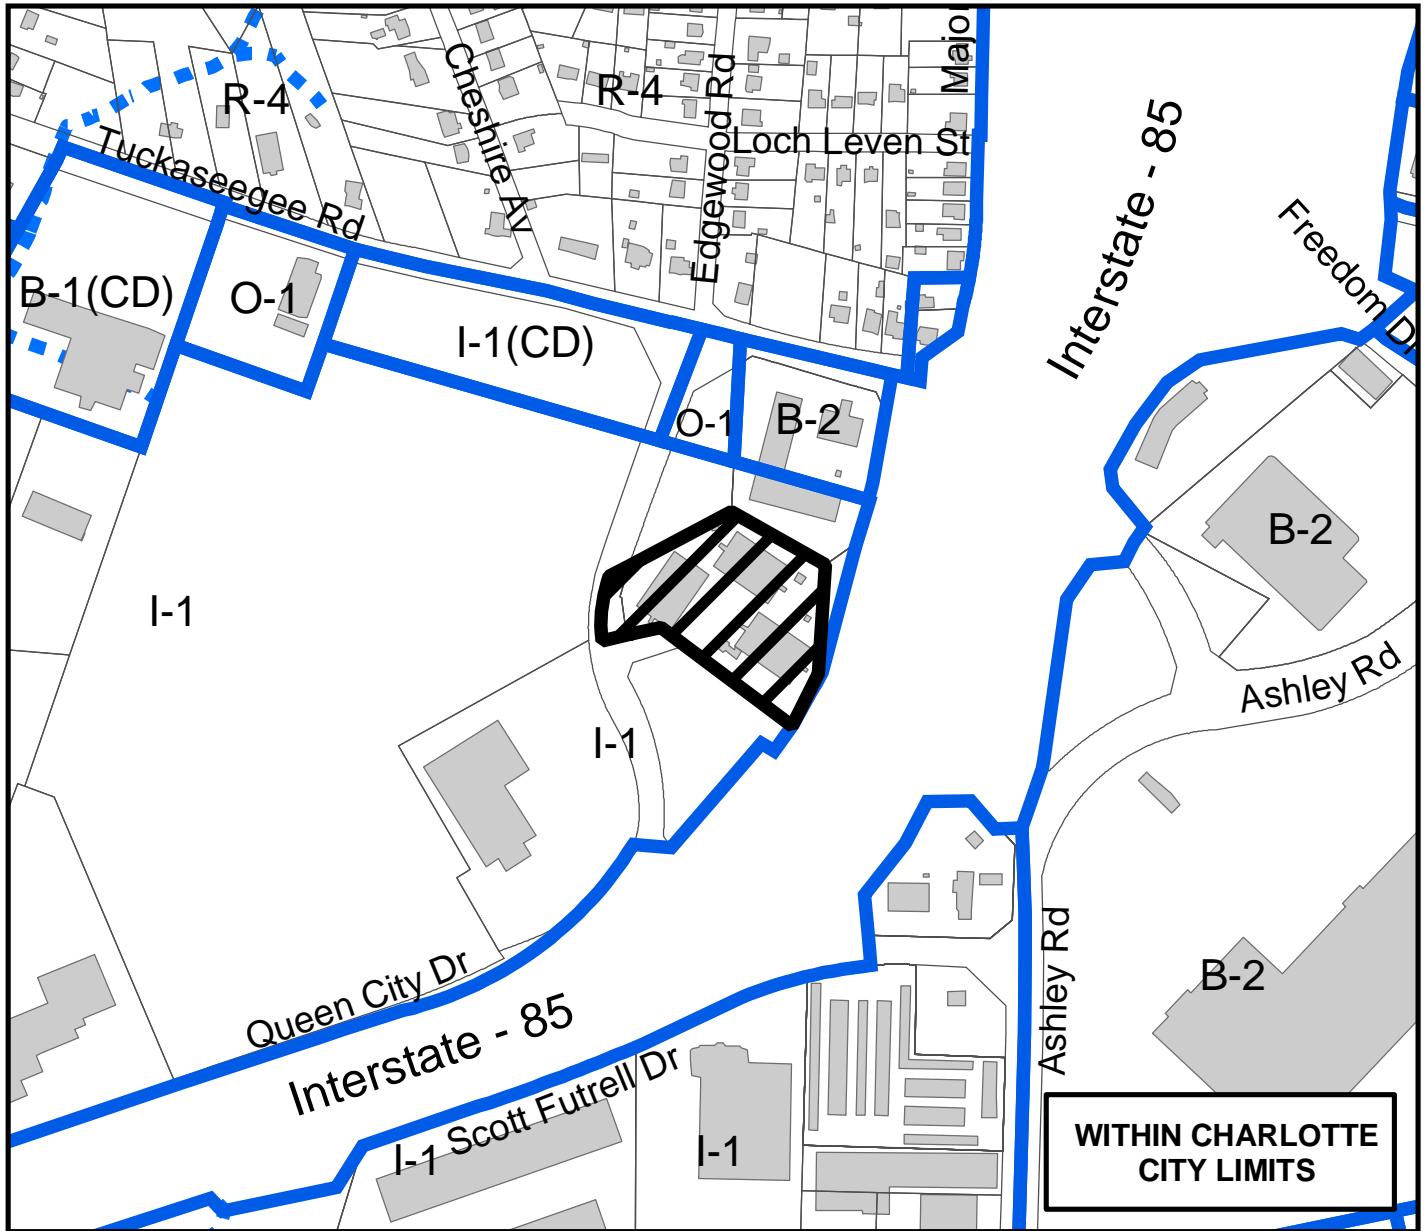 Major
Cheshire Av
R-4
R-4
Edgewood Rd
Loch Leven St
Interstate - 85
Tuckaseegee Rd
Freedom Dr
B-1(CD)
O-1
I-1(CD)
O-1
B-2
B-2
I-1
Ashley Rd
I-1
Queen City Dr
Interstate - 85
Ashley Rd
B-2
Scott Futrell Dr
I-1
I-1
WITHIN CHARLOTTE
CITY LIMITS